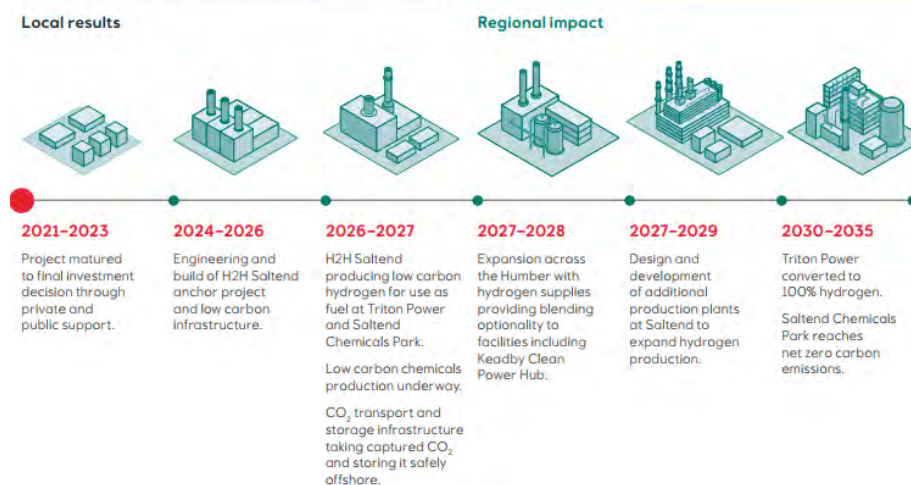 Local results
Regional impact
2021–2023
Project matured
to final investment
decision through
private and
public support.
2024–2026
Engineering and
build of H2H Saltend
anchor project
and low carbon
infrastructure.
2026–2027
H2H Saltend
producing low carbon
hydrogen for use as
fuel at Triton Power
and Saltend
Chemicals Park.
Low carbon chemicals
production underway.
CO₂ transport and
storage infrastructure
taking captured CO₂
and storing it safely
offshore.
2027–2028
Expansion across
the Humber with
hydrogen supplies
providing blending
optionality to
facilities including
Keadby Clean
Power Hub.
2027–2029
Design and
development
of additional
production plants
at Saltend to
expand hydrogen
production.
2030–2035
Triton Power
converted to
100% hydrogen.
Saltend Chemicals
Park reaches
net zero carbon
emissions.